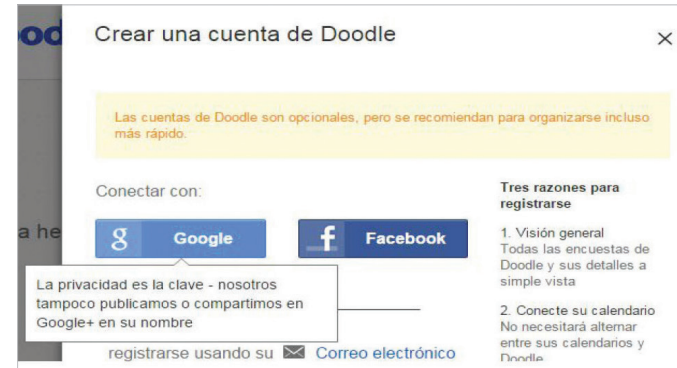 ood
Crear una cuenta de Doodle
×
Las cuentas de Doodle son opcionales, pero se recomiendan para organizarse incluso
más rápido.
Conectar con:
a he
g Google
f Facebook
La privacidad es la clave - nosotros
tampoco publicamos o compartimos en
Google+ en su nombre
registrarse usando su Correo electrónico
Tres razones para
registrarse
1. Visión general
Todas las encuestas de
Doodle y sus detalles a
simple vista
2. Conecte su calendario
No necesitará alternar
entre sus calendarios y
Doodle